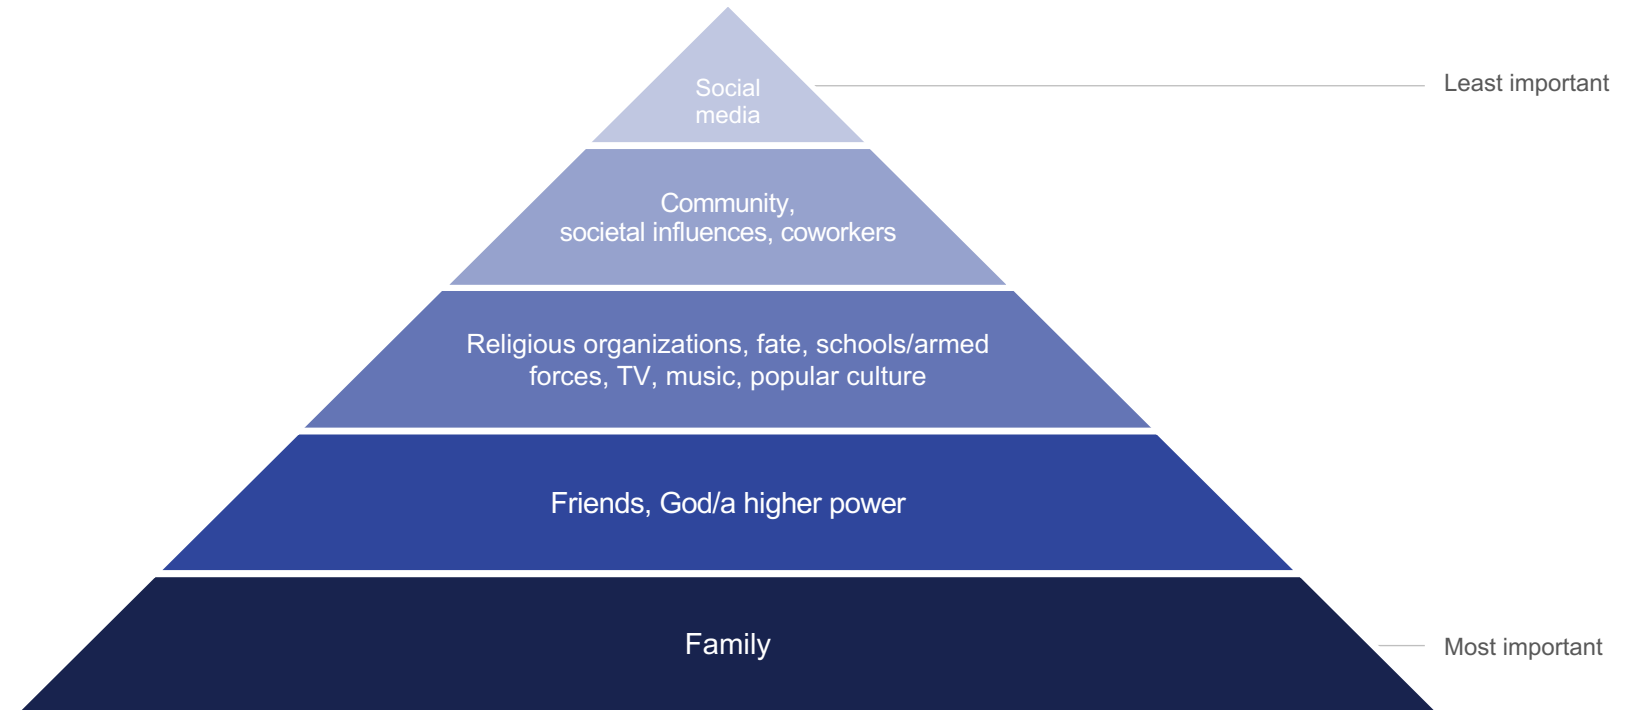 Social
media
Least important
Community,
societal influences, coworkers
Religious organizations, fate, schools/armed
forces, TV, music, popular culture
Friends, God/a higher power
Family
Most important